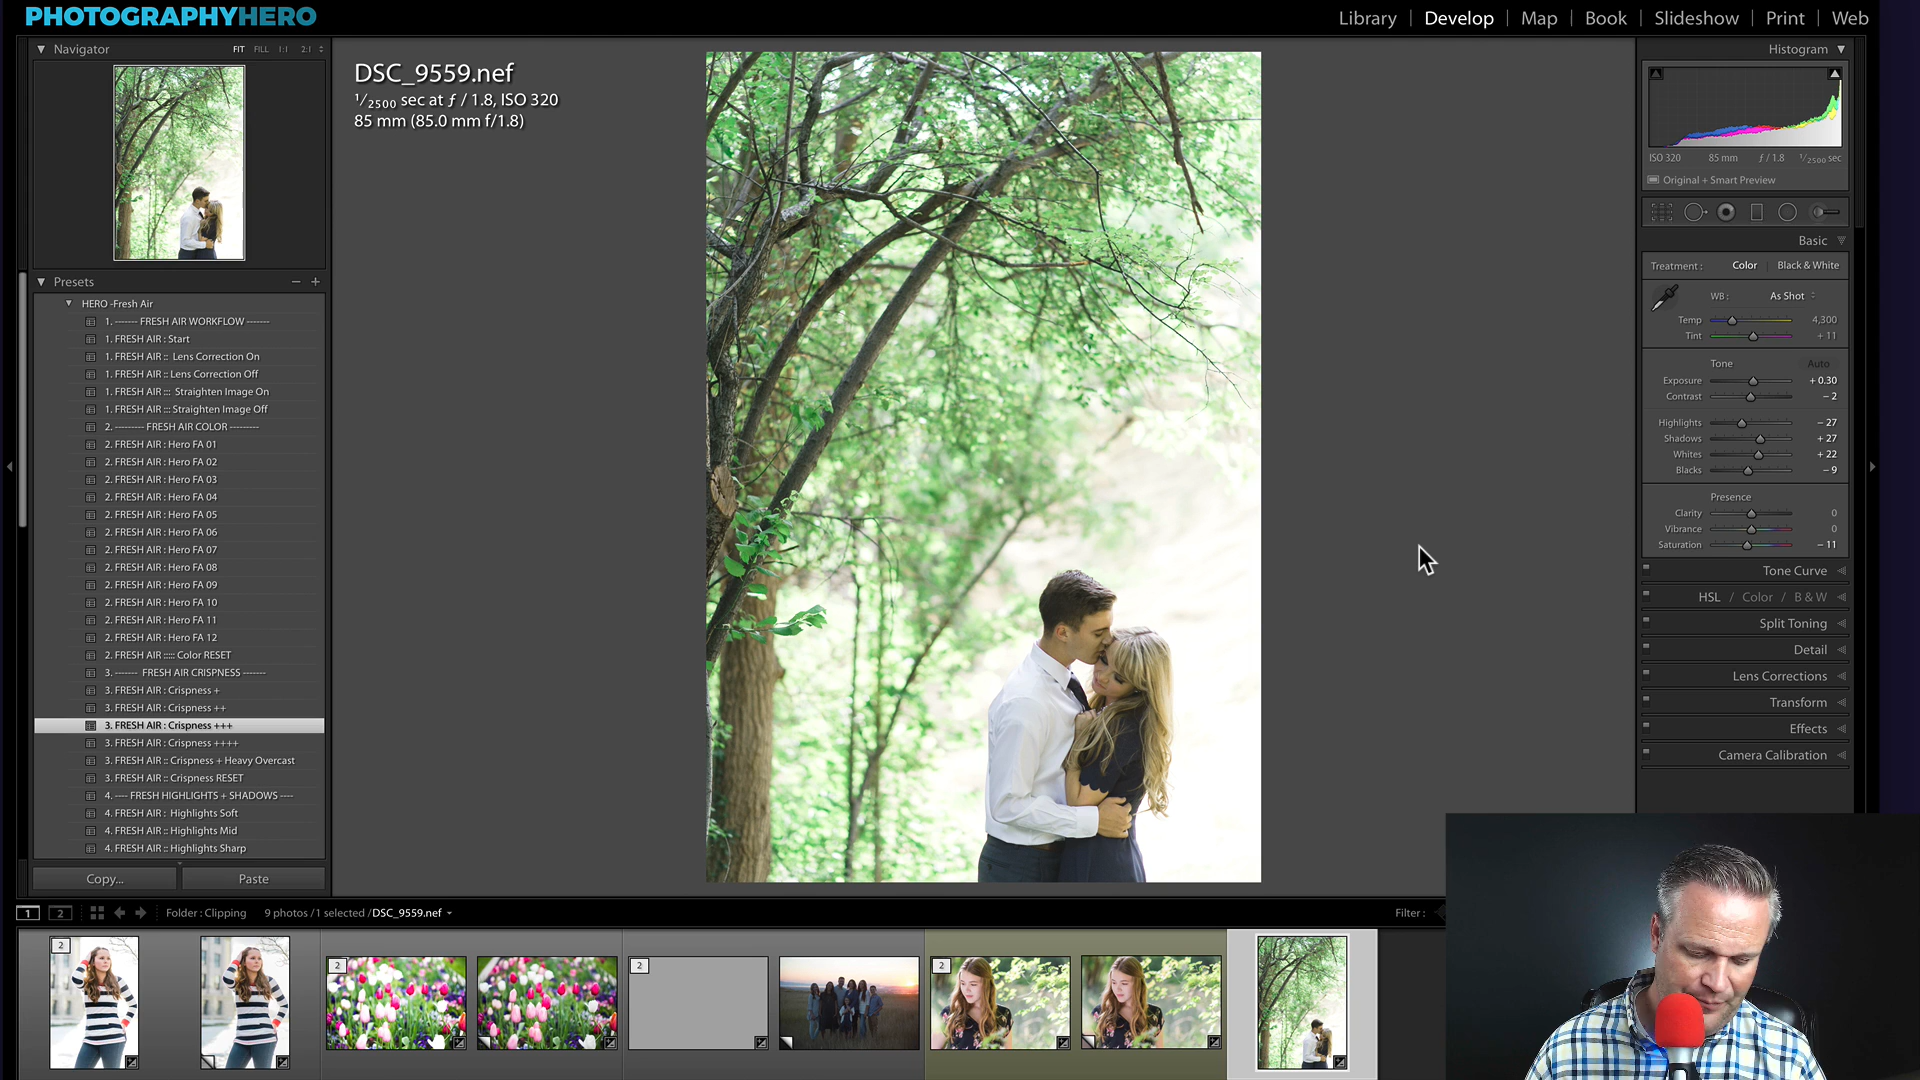 PHOTOGRAPHYHERO
Library | Develop | Map | Book | Slideshow | Print | Web
Navigator FIT FILL 1:1 2:1
DSC_9559.nef
1/2500 sec at ƒ / 1.8, ISO 320
85 mm (85.0 mm f/1.8)
Presets
HERO -Fresh Air
1. ------- FRESH AIR WORKFLOW -------
1. FRESH AIR : Start
1. FRESH AIR :: Lens Correction On
1. FRESH AIR :: Lens Correction Off
1. FRESH AIR ::: Straighten Image On
1. FRESH AIR ::: Straighten Image Off
2. --------- FRESH AIR COLOR ---------
2. FRESH AIR : Hero FA 01
2. FRESH AIR : Hero FA 02
2. FRESH AIR : Hero FA 03
2. FRESH AIR : Hero FA 04
2. FRESH AIR : Hero FA 05
2. FRESH AIR : Hero FA 06
2. FRESH AIR : Hero FA 07
2. FRESH AIR : Hero FA 08
2. FRESH AIR : Hero FA 09
2. FRESH AIR : Hero FA 10
2. FRESH AIR : Hero FA 11
2. FRESH AIR : Hero FA 12
2. FRESH AIR ::::: Color RESET
3. ------- FRESH AIR CRISPNESS -------
3. FRESH AIR : Crispness +
3. FRESH AIR : Crispness ++
3. FRESH AIR : Crispness +++
3. FRESH AIR : Crispness ++++
3. FRESH AIR :: Crispness + Heavy Overcast
3. FRESH AIR :: Crispness RESET
4. ---- FRESH HIGHLIGHTS + SHADOWS ----
4. FRESH AIR : Highlights Soft
4. FRESH AIR :: Highlights Mid
4. FRESH AIR :: Highlights Sharp
Copy... Paste
Histogram
ISO 320 85 mm ƒ / 1.8 1/2500 sec
Original + Smart Preview
Basic
Treatment : Color | Black & White
WB : As Shot
Temp 4,300
Tint + 11
Tone Auto
Exposure + 0.30
Contrast – 2
Highlights – 27
Shadows + 27
Whites + 22
Blacks – 9
Presence
Clarity 0
Vibrance 0
Saturation – 11
Tone Curve
HSL / Color / B & W
Split Toning
Detail
Lens Corrections
Transform
Effects
Camera Calibration
1 2 Folder : Clipping 9 photos /1 selected /DSC_9559.nef Filter :
2 2 2 2